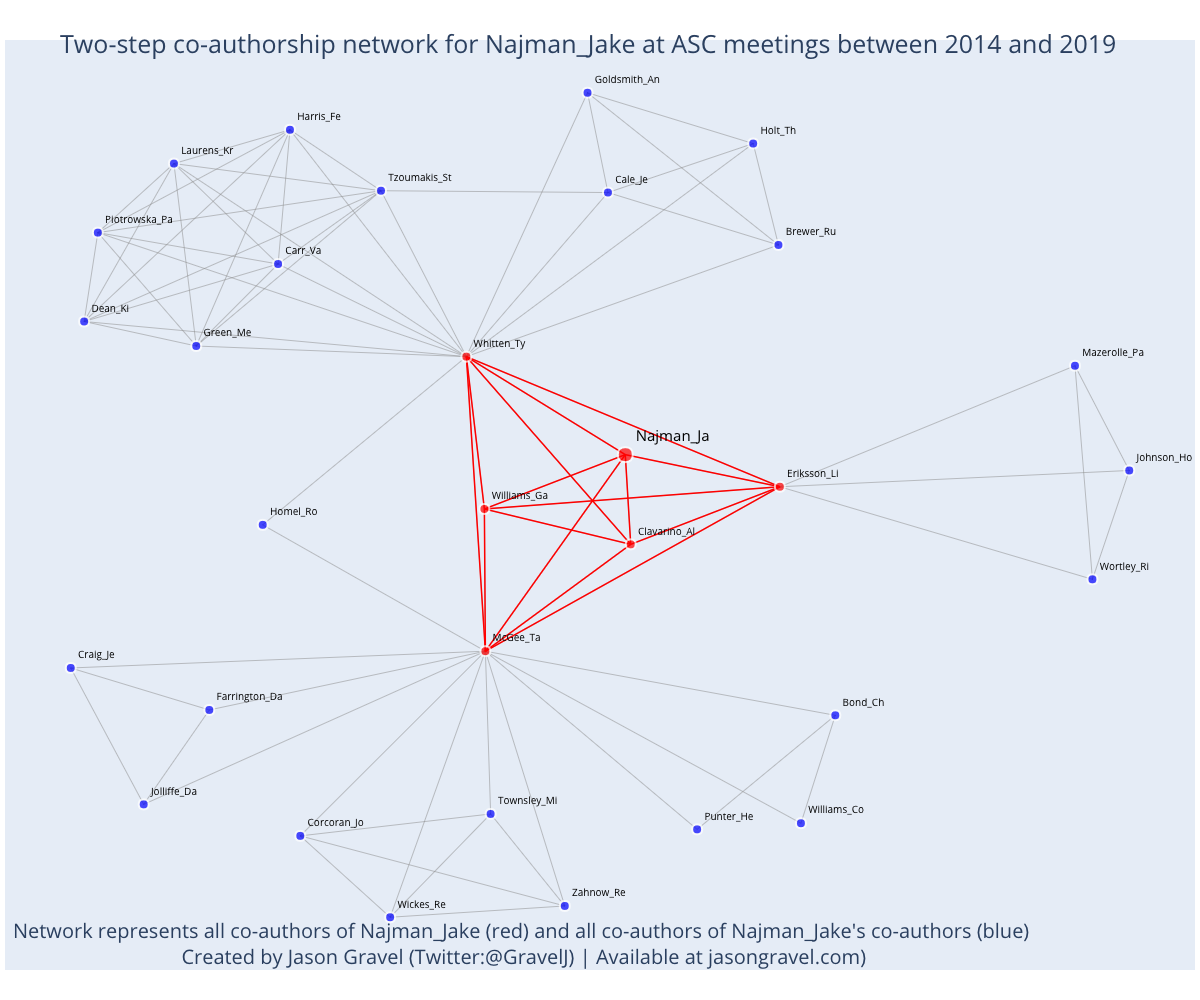 Two-step co-authorship network for Najman_Jake at ASC meetings between 2014 and 2019
Goldsmith_An
Harris_Fe
Holt_Th
Laurens_Kr
Tzoumakis_St
Cale_Je
Piotrowska_Pa
Brewer_Ru
Carr_Va
Dean_Ki
Green_Me
Whitten_Ty
Mazerolle_Pa
Najman_Ja
Johnson_Ho
Eriksson_Li
Williams_Ga
Homel_Ro
Clavarino_Al
Wortley_Ri
McGee_Ta
Craig_Je
Farrington_Da
Bond_Ch
Jolliffe_Da
Townsley_Mi
Williams_Co
Punter_He
Corcoran_Jo
Zahnow_Re
Wickes_Re
Network represents all co-authors of Najman_Jake (red) and all co-authors of Najman_Jake's co-authors (blue)
Created by Jason Gravel (Twitter:@GravelJ) | Available at jasongravel.com)